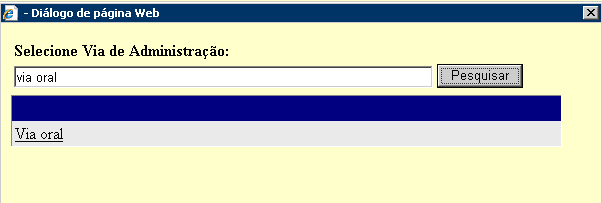 - Diálogo de página Web
Selecione Via de Administração:
via oral
Pesquisar
Via oral